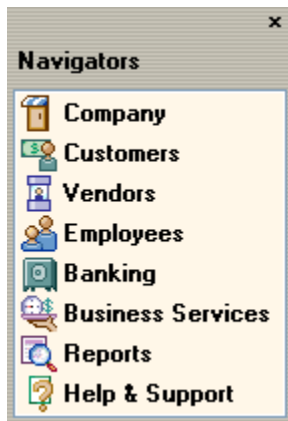 ×
Navigators
Company
Customers
Vendors
Employees
Banking
Business Services
Reports
Help & Support